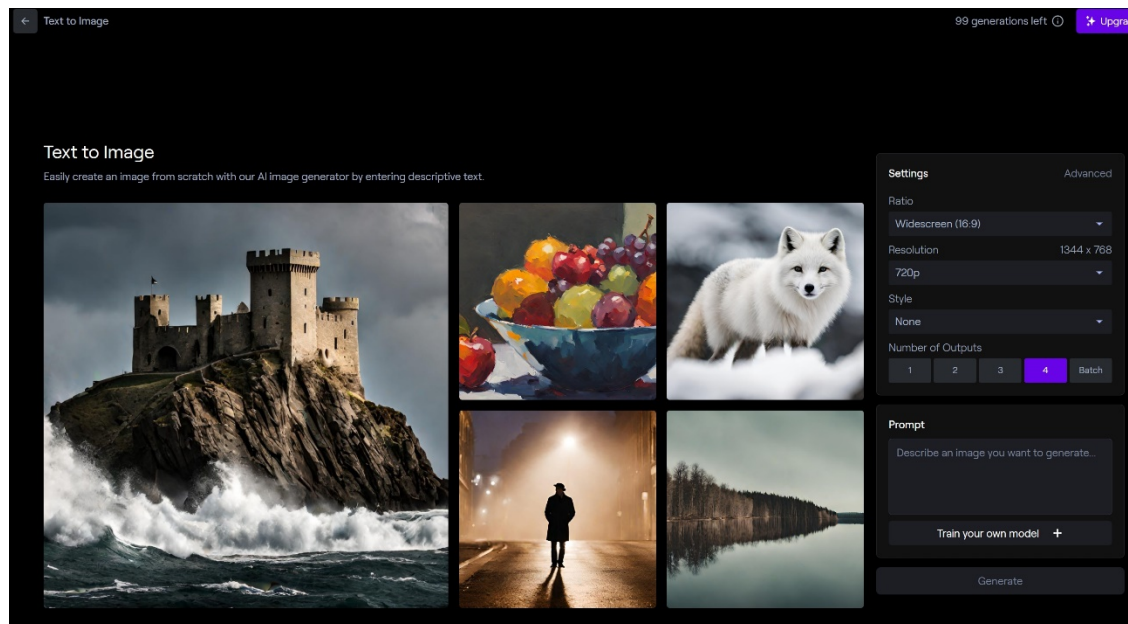 Text to Image
99 generations left
Text to Image
Easily create an image from scratch with our AI image generator by entering descriptive text.
Settings Advanced
Ratio
Widescreen (16:9)
Resolution 1344 x 768
720p
Style
None
Number of Outputs
1 2 3 4 Batch
Prompt
Describe an image you want to generate...
Train your own model +
Generate